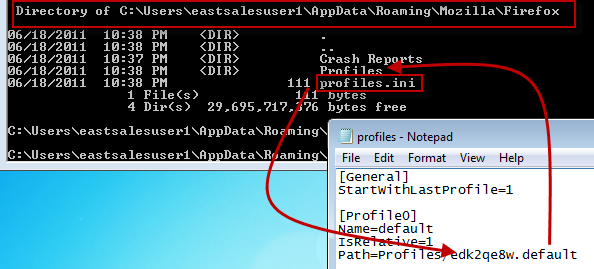 Directory of C:\Users\eastsalesuser1\AppData\Roaming\Mozilla\Firefox
06/18/2011 10:38 PM <DIR> .
06/18/2011 10:38 PM <DIR> ..
06/18/2011 10:37 PM <DIR> Crash Reports
06/18/2011 10:38 PM <DIR> Profiles
06/18/2011 10:38 PM 111 profiles.ini
1 File(s) 111 bytes
4 Dir(s) 29,695,717,376 bytes free
C:\Users\eastsalesuser1\AppData\Roaming\
C:\Users\eastsalesuser1\AppData\Roaming
profiles - Notepad
File Edit Format View Help
[General]
StartWithLastProfile=1
[Profile0]
Name=default
IsRelative=1
Path=Profiles/edk2qe8w.default